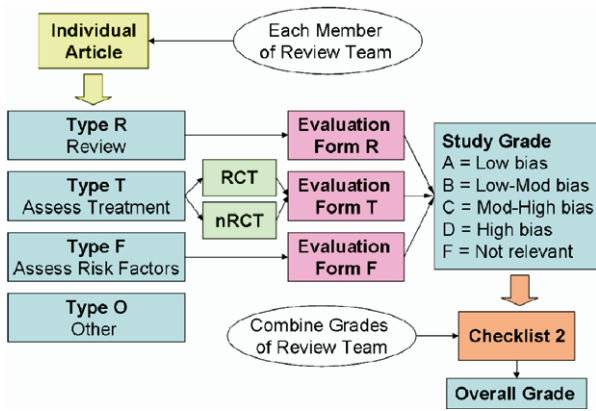 Individual
Article
Each Member
of Review Team
Type R
Review
Evaluation
Form R
Type T
Assess Treatment
RCT
nRCT
Evaluation
Form T
Type F
Assess Risk Factors
Evaluation
Form F
Type O
Other
Study Grade
A = Low bias
B = Low-Mod bias
C = Mod-High bias
D = High bias
F = Not relevant
Combine Grades
of Review Team
Checklist 2
Overall Grade